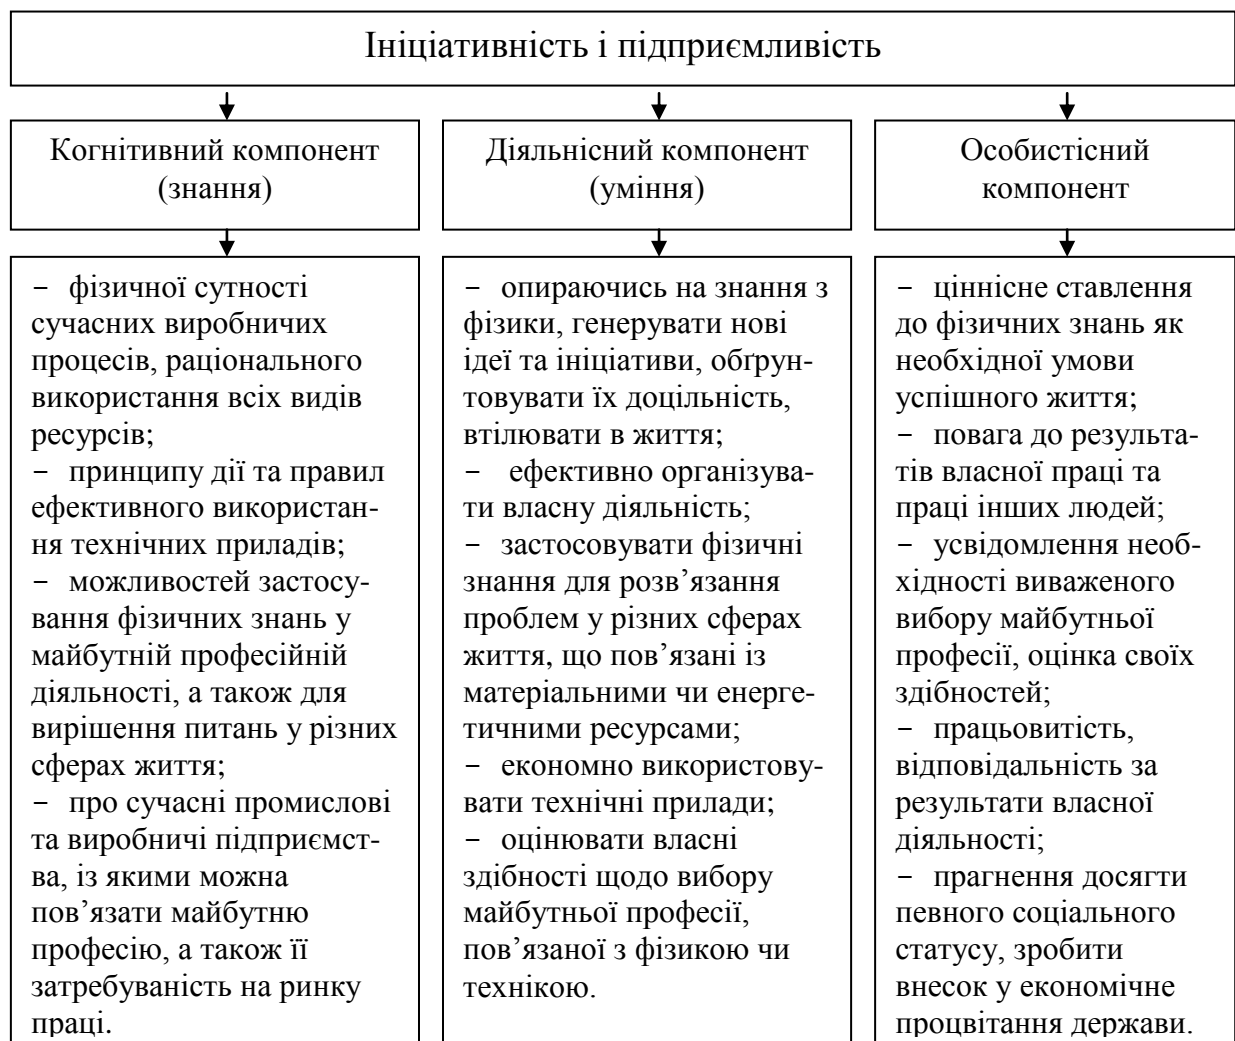 Ініціативність і підприємливість
Когнітивний компонент
(знання)
Діяльнісний компонент
(уміння)
Особистісний
компонент
− фізичної сутності
сучасних виробничих
процесів, раціонального
використання всіх видів
ресурсів;
− принципу дії та правил
ефективного використан-
ня технічних приладів;
− можливостей застосу-
вання фізичних знань у
майбутній професійній
діяльності, а також для
вирішення питань у різних
сферах життя;
− про сучасні промислові
та виробничі підприємст-
ва, із якими можна
пов’язати майбутню
професію, а також її
затребуваність на ринку
праці.
− опираючись на знання з
фізики, генерувати нові
ідеї та ініціативи, обґрун-
товувати їх доцільність,
втілювати в життя;
− ефективно організува-
ти власну діяльність;
− застосовувати фізичні
знання для розв’язання
проблем у різних сферах
життя, що пов’язані із
матеріальними чи енерге-
тичними ресурсами;
− економно використову-
вати технічні прилади;
− оцінювати власні
здібності щодо вибору
майбутньої професії,
пов’язаної з фізикою чи
технікою.
− ціннісне ставлення
до фізичних знань як
необхідної умови
успішного життя;
− повага до результа-
тів власної праці та
праці інших людей;
− усвідомлення необ-
хідності виваженого
вибору майбутньої
професії, оцінка своїх
здібностей;
− працьовитість,
відповідальність за
результати власної
діяльності;
− прагнення досягти
певного соціального
статусу, зробити
внесок у економічне
процвітання держави.